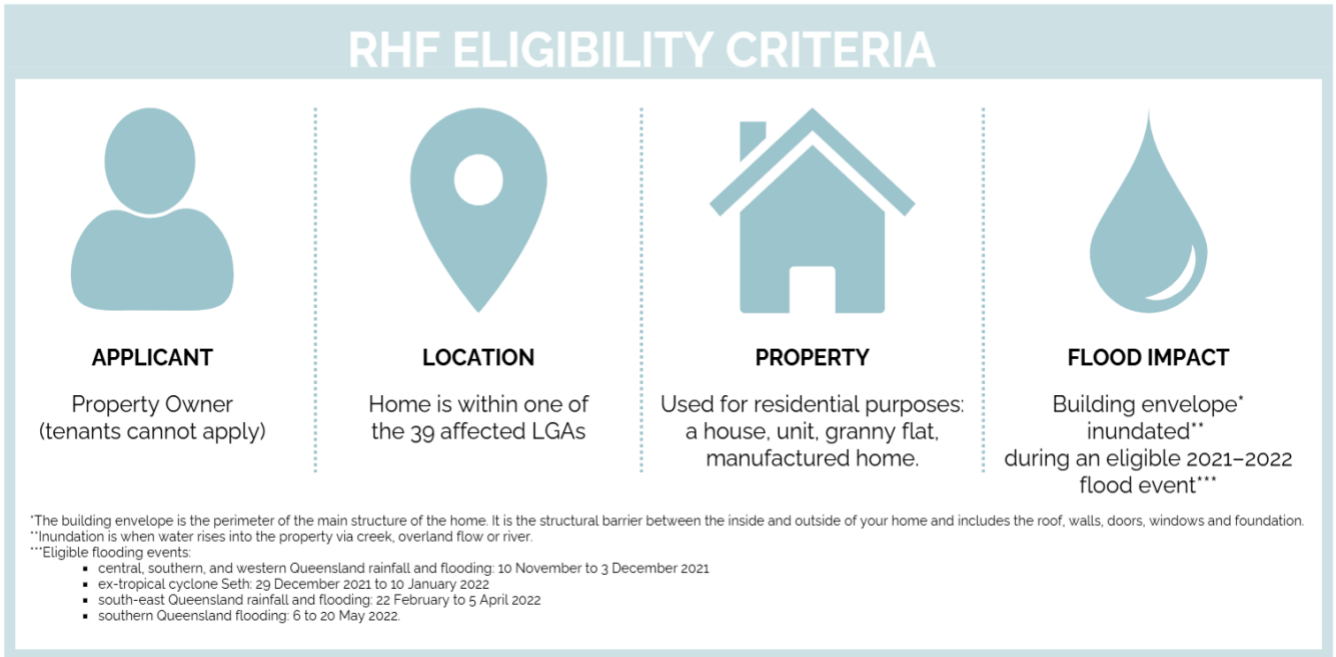 RHF ELIGIBILITY CRITERIA
APPLICANT
Property Owner
(tenants cannot apply)
LOCATION
Home is within one of
the 39 affected LGAs
PROPERTY
Used for residential purposes:
a house, unit, granny flat,
manufactured home.
FLOOD IMPACT
Building envelope*
inundated**
during an eligible 2021–2022
flood event***
*The building envelope is the perimeter of the main structure of the home. It is the structural barrier between the inside and outside of your home and includes the roof, walls, doors, windows and foundation.
**Inundation is when water rises into the property via creek, overland flow or river.
***Eligible flooding events:
▪ central, southern, and western Queensland rainfall and flooding: 10 November to 3 December 2021
▪ ex-tropical cyclone Seth: 29 December 2021 to 10 January 2022
▪ south-east Queensland rainfall and flooding: 22 February to 5 April 2022
▪ southern Queensland flooding: 6 to 20 May 2022.